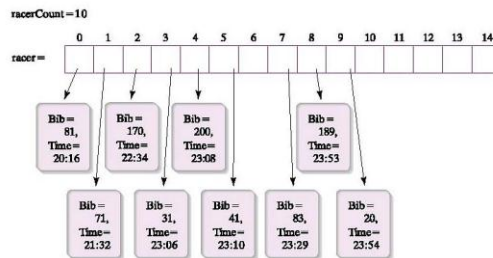 racerCount=10
0 1 2 3 4 5 6 7 8 9 10 11 12 13 14
racer=
Bib=
81,
Time=
20:16
Bib=
170,
Time=
22:34
Bib=
200,
Time=
23:08
Bib=
189,
Time=
23:53
Bib=
71,
Time=
21:32
Bib=
31,
Time=
23:06
Bib=
41,
Time=
23:10
Bib=
83,
Time=
23:29
Bib=
20,
Time=
23:54